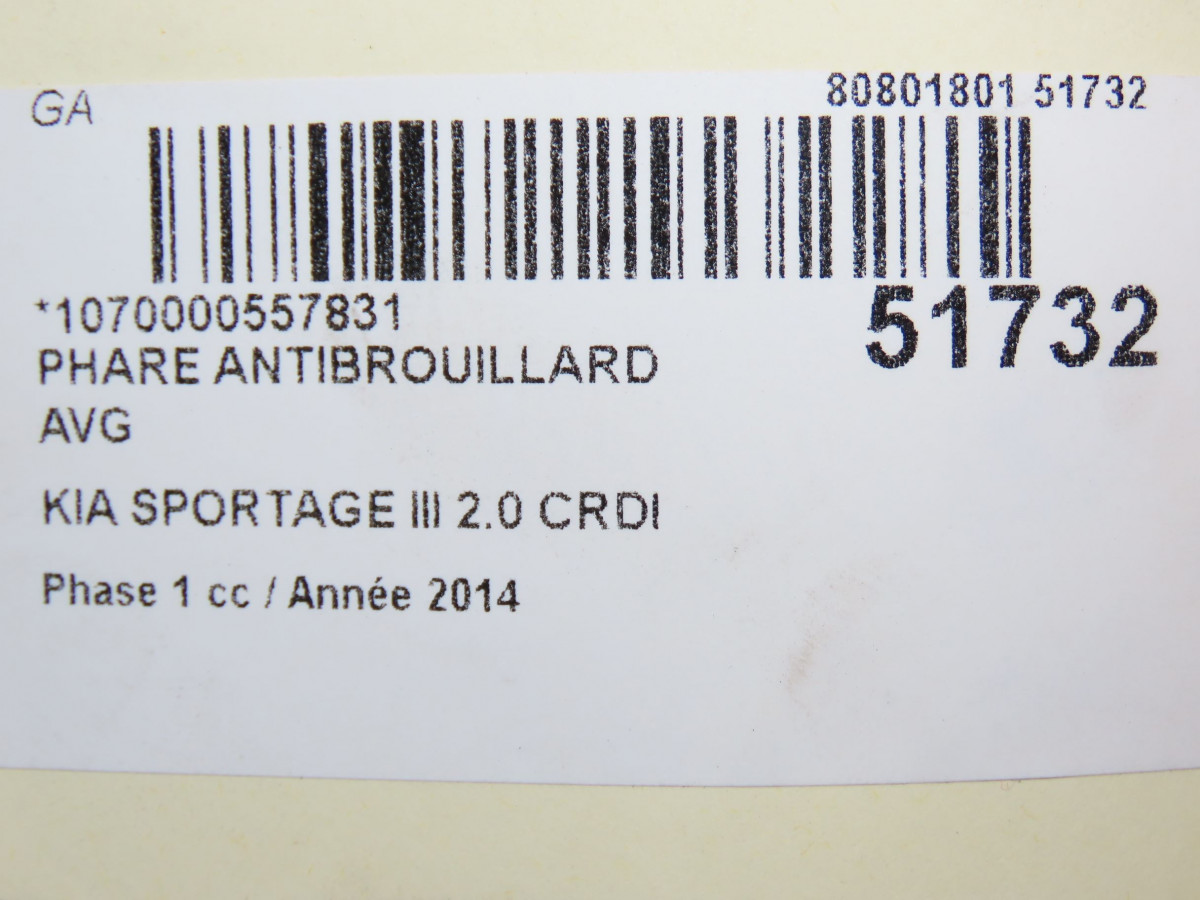 GA
80801801 51732
*1070000557831
51732
PHARE ANTIBROUILLARD
AVG
KIA SPORTAGE III 2.0 CRDI
Phase 1 cc / Année 2014